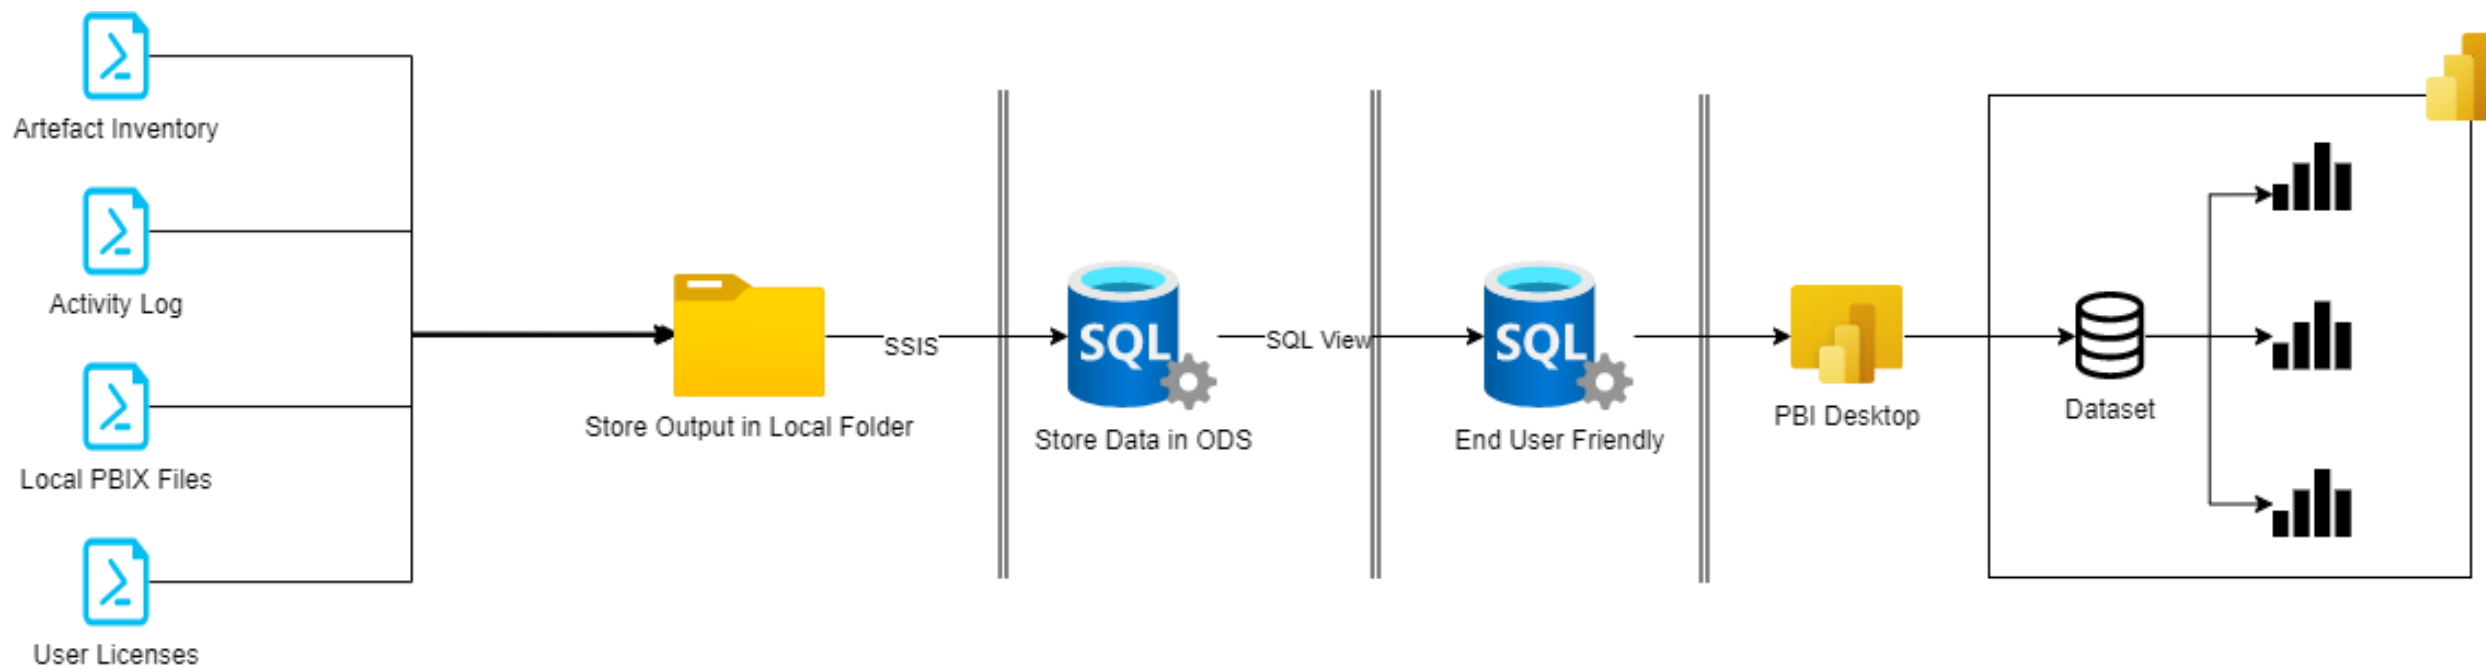 Artefact Inventory
Activity Log
Local PBIX Files
User Licenses
Store Output in Local Folder
SSIS
SQL
Store Data in ODS
SQL View
SQL
End User Friendly
PBI Desktop
Dataset